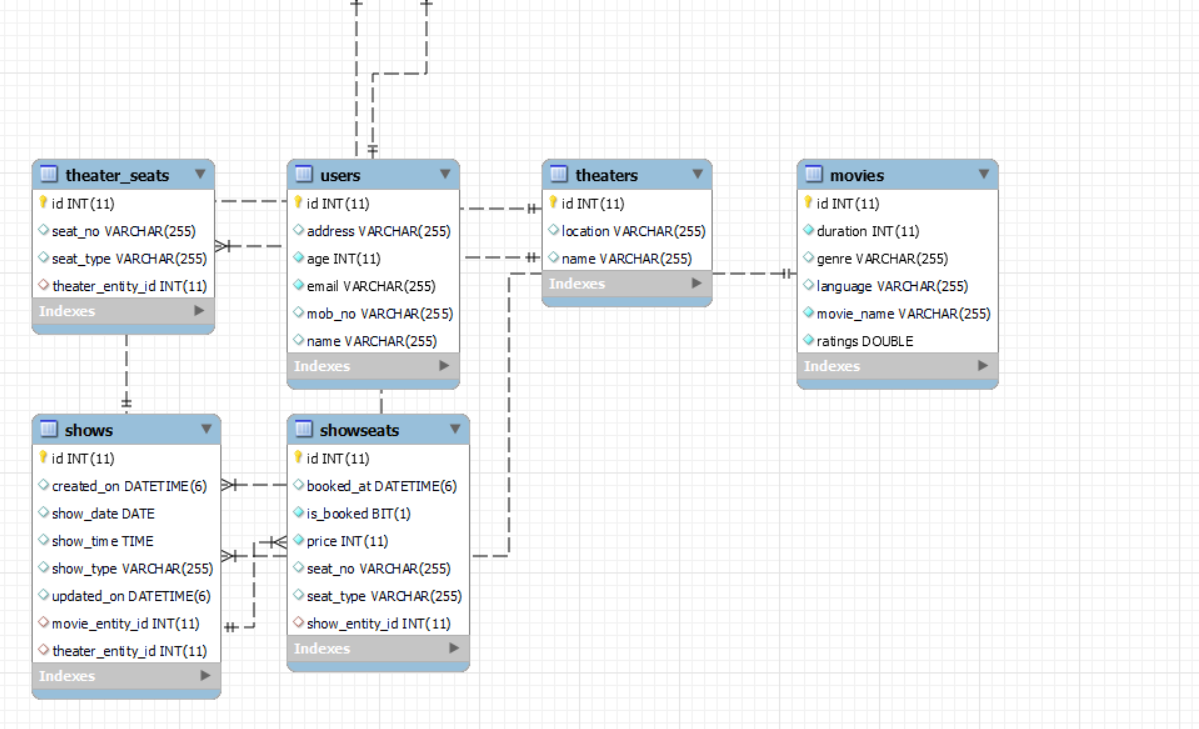 theater_seats
id INT(11)
seat_no VARCHAR(255)
seat_type VARCHAR(255)
theater_entity_id INT(11)
Indexes
users
id INT(11)
address VARCHAR(255)
age INT(11)
email VARCHAR(255)
mob_no VARCHAR(255)
name VARCHAR(255)
Indexes
theaters
id INT(11)
location VARCHAR(255)
name VARCHAR(255)
Indexes
movies
id INT(11)
duration INT(11)
genre VARCHAR(255)
language VARCHAR(255)
movie_name VARCHAR(255)
ratings DOUBLE
Indexes
shows
id INT(11)
created_on DATETIME(6)
show_date DATE
show_time TIME
show_type VARCHAR(255)
updated_on DATETIME(6)
movie_entity_id INT(11)
theater_entity_id INT(11)
Indexes
showseats
id INT(11)
booked_at DATETIME(6)
is_booked BIT(1)
price INT(11)
seat_no VARCHAR(255)
seat_type VARCHAR(255)
show_entity_id INT(11)
Indexes